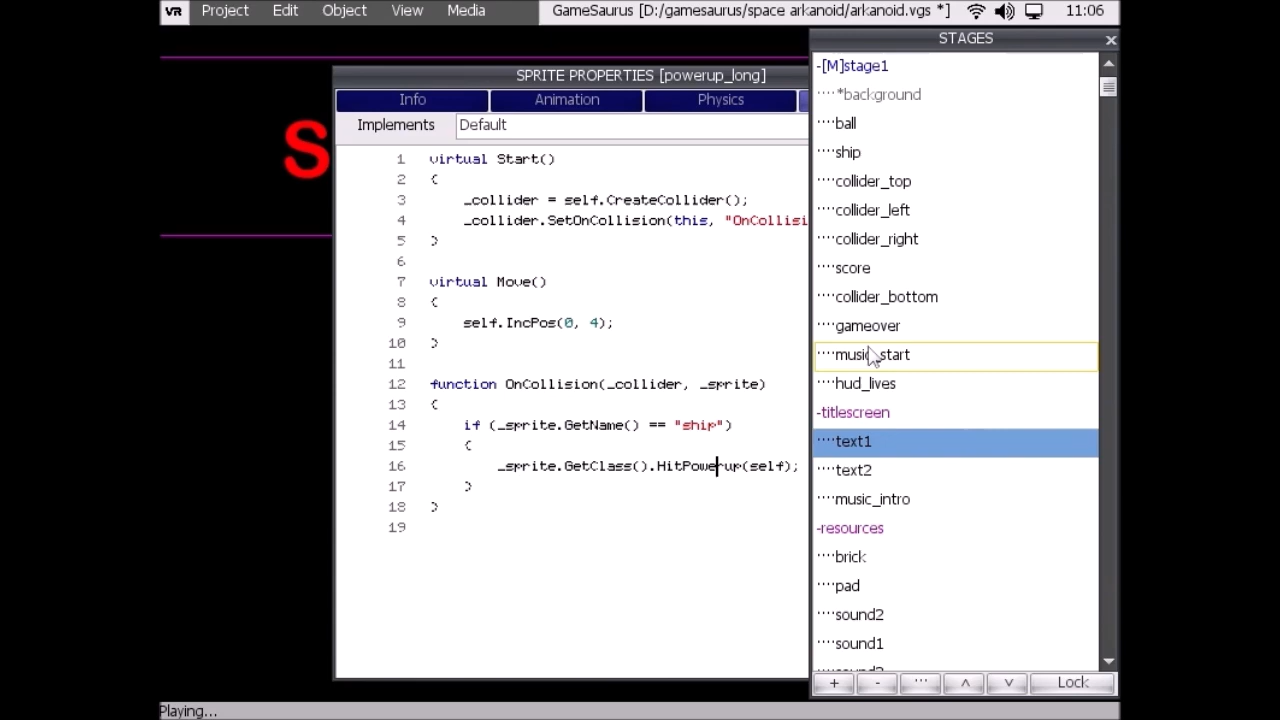 VR Project Edit Object View Media GameSaurus [D:/gamesaurus/space arkanoid/arkanoid.vgs *] 11:06
STAGES x
SPRITE PROPERTIES [powerup_long]
Info Animation Physics
Implements Default
S
1 virtual Start()
2 {
3 _collider = self.CreateCollider();
4 _collider.SetOnCollision(this, "OnCollisi
5 }
6
7 virtual Move()
8 {
9 self.IncPos(0, 4);
10 }
11
12 function OnCollision(_collider, _sprite)
13 {
14 if (_sprite.GetName() == "ship")
15 {
16 _sprite.GetClass().HitPowerup(self);
17 }
18 }
19
-[M]stage1
····*background
····ball
····ship
····collider_top
····collider_left
····collider_right
····score
····collider_bottom
····gameover
····music_start
····hud_lives
-titlescreen
····text1
····text2
····music_intro
-resources
····brick
····pad
····sound2
····sound1
+ - ··· ˄ ˅ Lock
Playing...